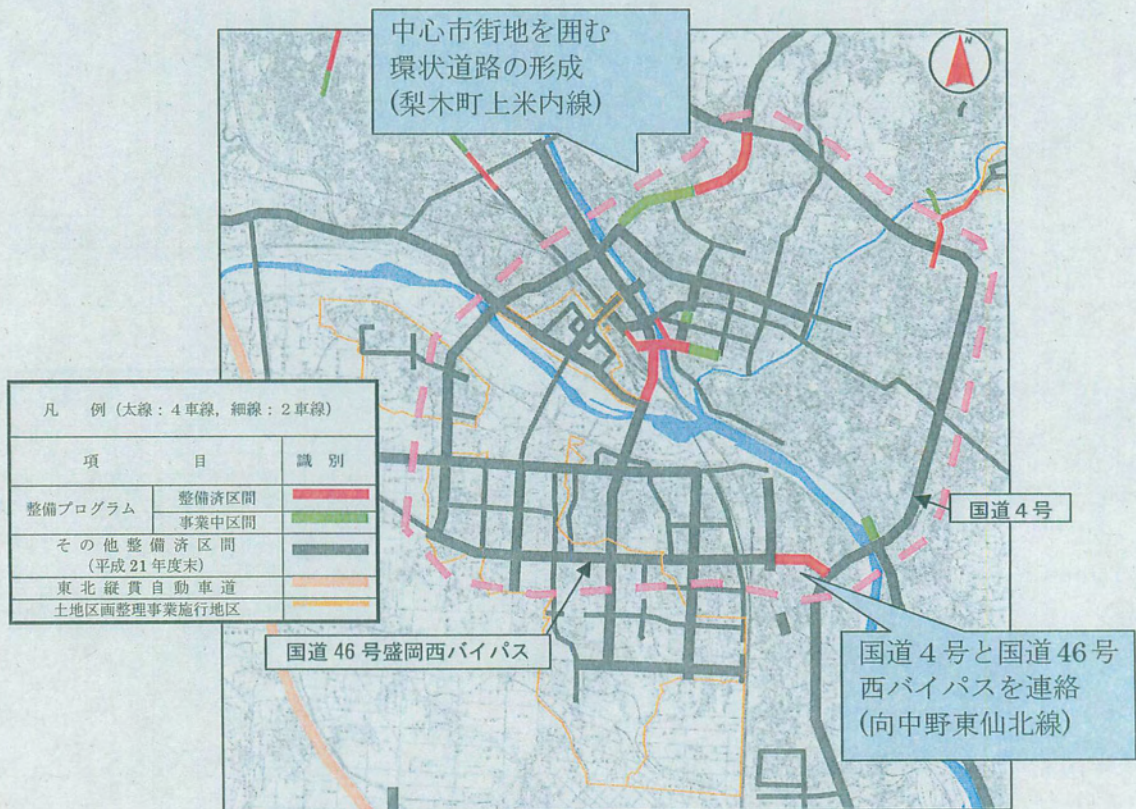 中心市街地を囲む
環状道路の形成
(梨木町上米内線)
N
凡 例 (太線:4車線, 細線:2車線)
項 目 識 別
整備プログラム
整備済区間
事業中区間
その他整備済区間
(平成21年度末)
東北縦貫自動車道
土地区画整理事業施行地区
国道4号
国道46号盛岡西バイパス
国道4号と国道46号
西バイパスを連絡
(向中野東仙北線)